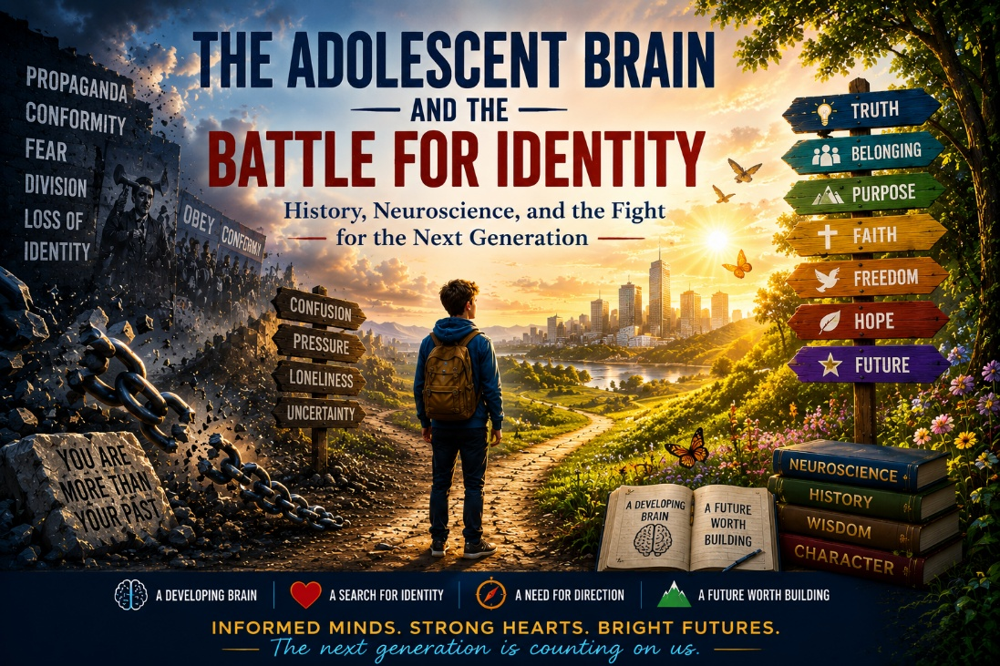 THE ADOLESCENT BRAIN
AND THE
BATTLE FOR IDENTITY
History, Neuroscience, and the Fight
for the Next Generation
PROPAGANDA
CONFORMITY
FEAR
DIVISION
LOSS OF
IDENTITY
OBEY CONFORM
CONFUSION
PRESSURE
LONELINESS
UNCERTAINTY
YOU ARE
MORE THAN
YOUR PAST
TRUTH
BELONGING
PURPOSE
FAITH
FREEDOM
HOPE
FUTURE
A DEVELOPING
BRAIN
A FUTURE
WORTH
BUILDING
NEUROSCIENCE
HISTORY
WISDOM
CHARACTER
A DEVELOPING BRAIN
A SEARCH FOR IDENTITY
A NEED FOR DIRECTION
A FUTURE WORTH BUILDING
INFORMED MINDS. STRONG HEARTS. BRIGHT FUTURES.
The next generation is counting on us.